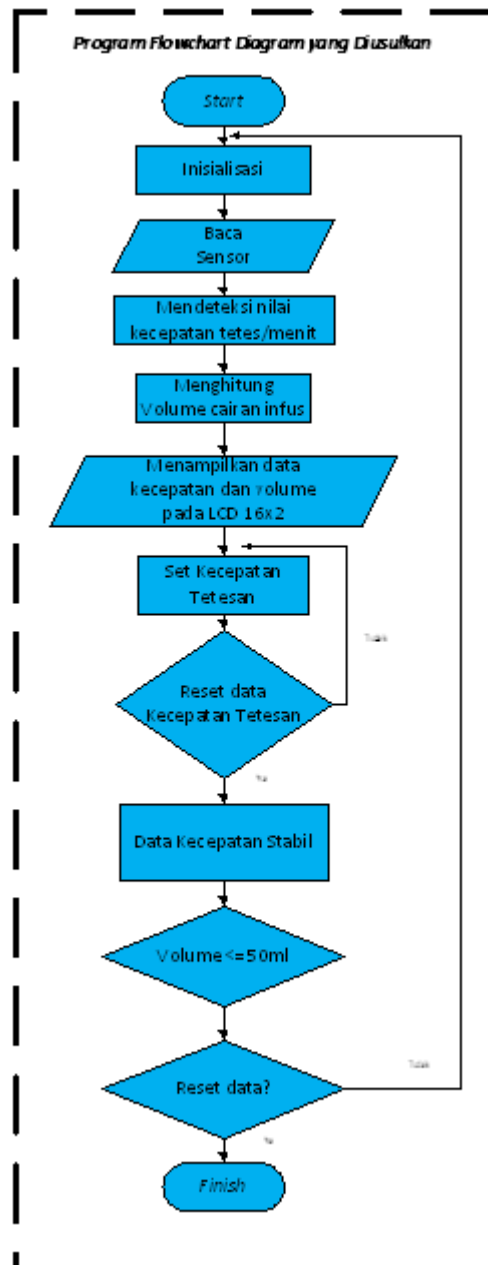 Program Flowchart Diagram yang Diusulkan
Start
Inisialisasi
Baca
Sensor
Mendeteksi nilai
kecepatan tetes/menit
Menghitung
Volume cairan infus
Menampilkan data
kecepatan dan volume
pada LCD 16x2
Set Kecepatan
Tetesan
Tidak
Reset data
Kecepatan Tetesan
Ya
Data Kecepatan Stabil
Volume<=50ml
Tidak
Reset data?
Ya
Finish